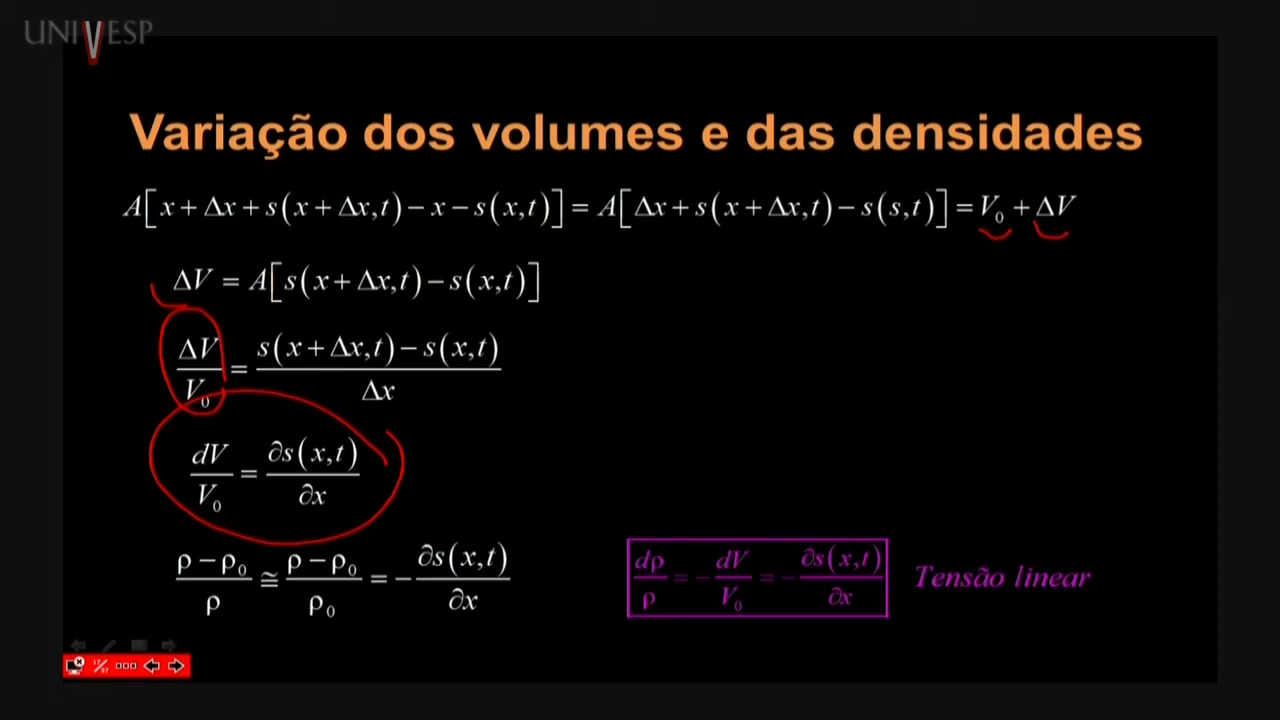 UNIVESP
Variação dos volumes e das densidades
A[x + Δx + s(x + Δx,t) − x − s(x,t)] = A[Δx + s(x + Δx,t) − s(s,t)] = V₀ + ΔV
ΔV = A[s(x + Δx,t) − s(x,t)]
ΔV/V₀ = (s(x + Δx,t) − s(x,t))/Δx
dV/V₀ = ∂s(x,t)/∂x
(ρ − ρ₀)/ρ ≅ (ρ − ρ₀)/ρ₀ = − ∂s(x,t)/∂x
dρ/ρ = − dV/V₀ = − ∂s(x,t)/∂x Tensão linear